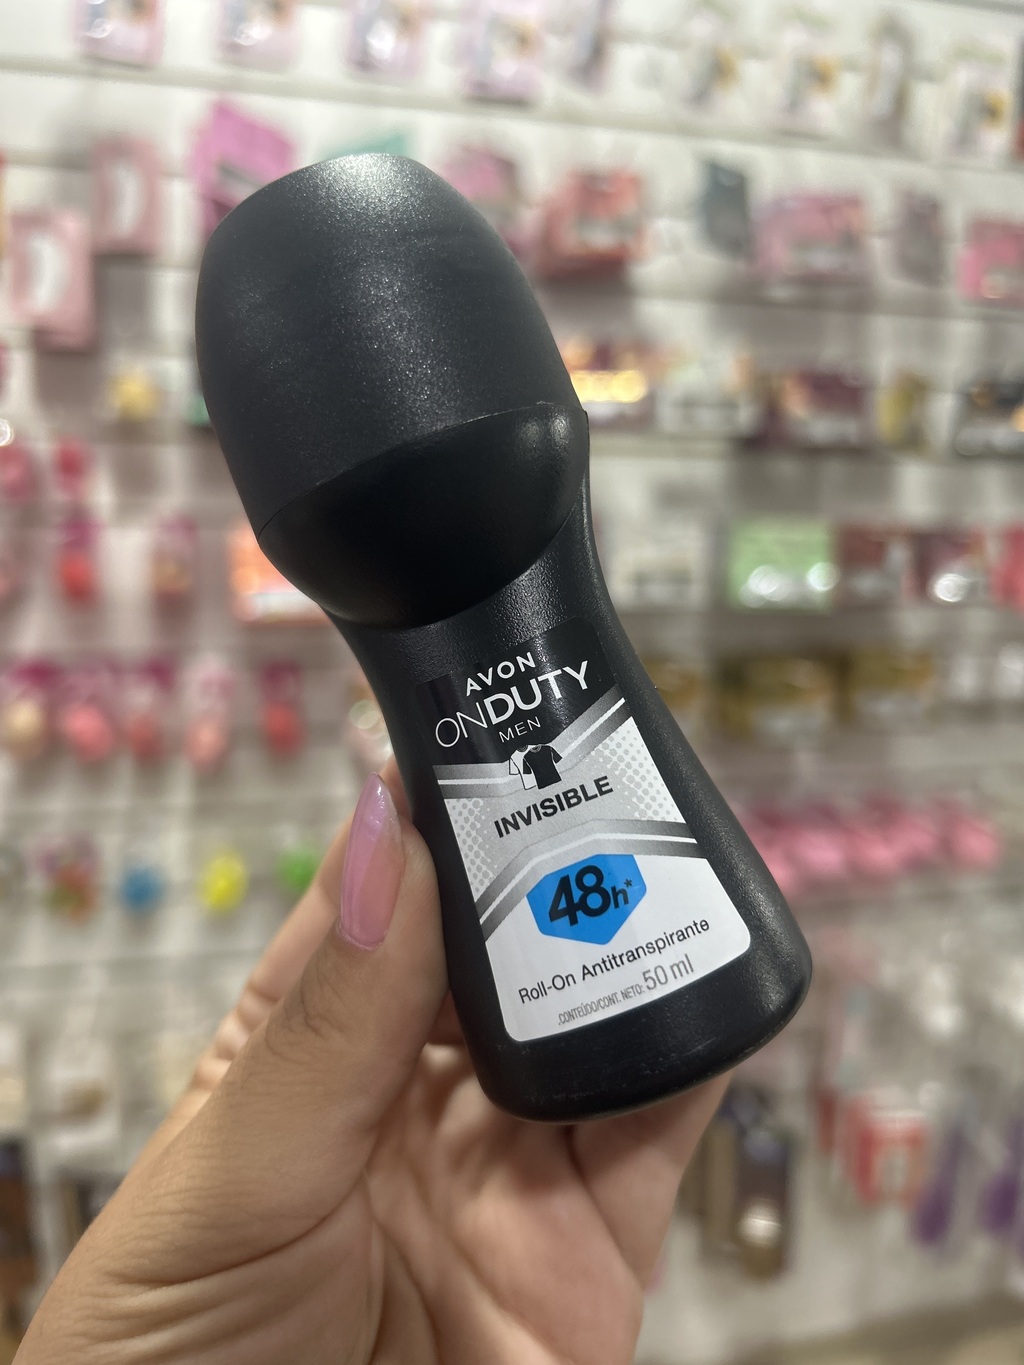 AVON
ONDUTY
MEN
INVISIBLE
48h*
Roll-On Antitranspirante
CONTEÚDO/CONT. NETO: 50 ml